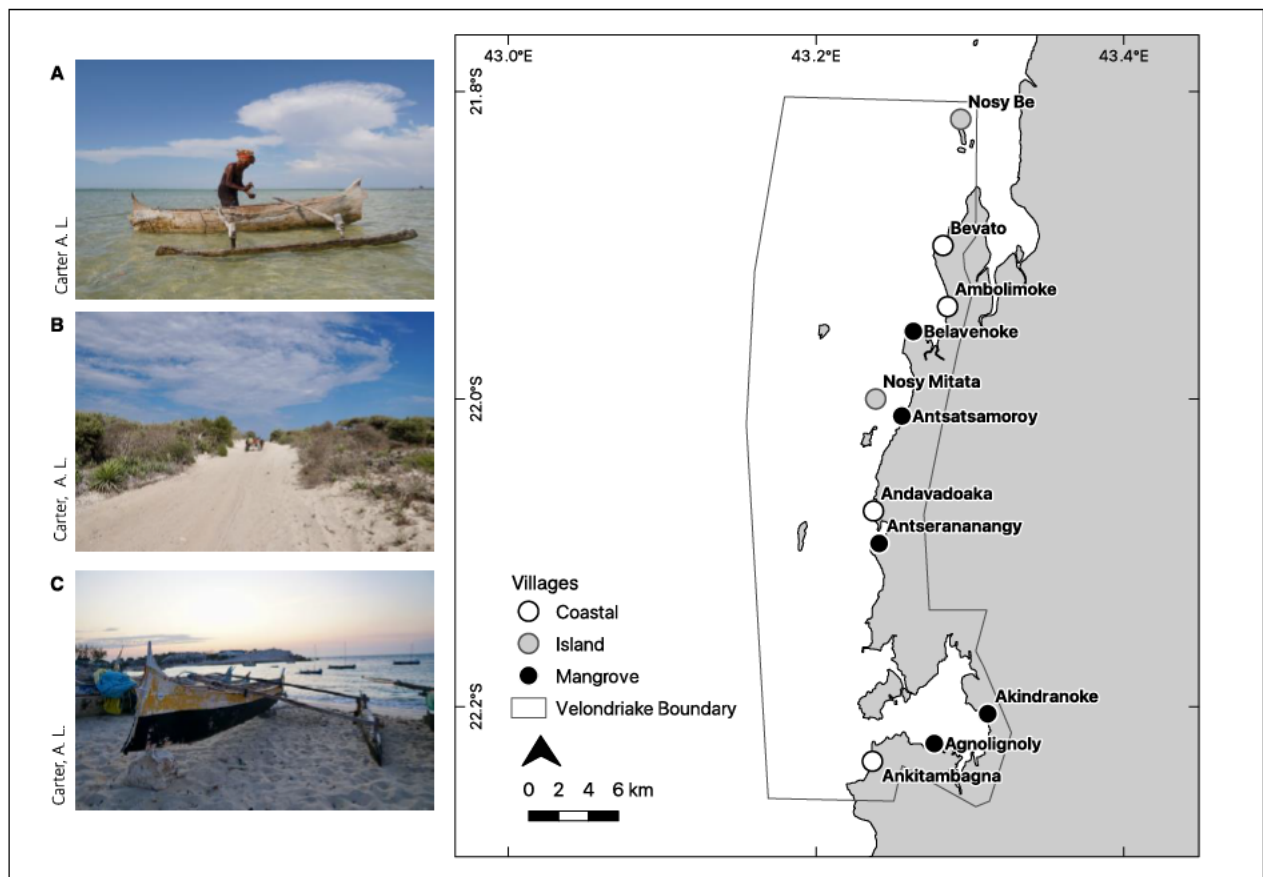 A
Carter A. L.
B
Carter, A. L.
C
Carter, A. L.
43.0°E
43.2°E
43.4°E
21.8°S
22.0°S
22.2°S
Nosy Be
Bevato
Ambolimoke
Belavenoke
Nosy Mitata
Antsatsamoroy
Andavadoaka
Antserananangy
Akindranoke
Agnolignoly
Ankitambagna
Villages
Coastal
Island
Mangrove
Velondriake Boundary
0 2 4 6 km